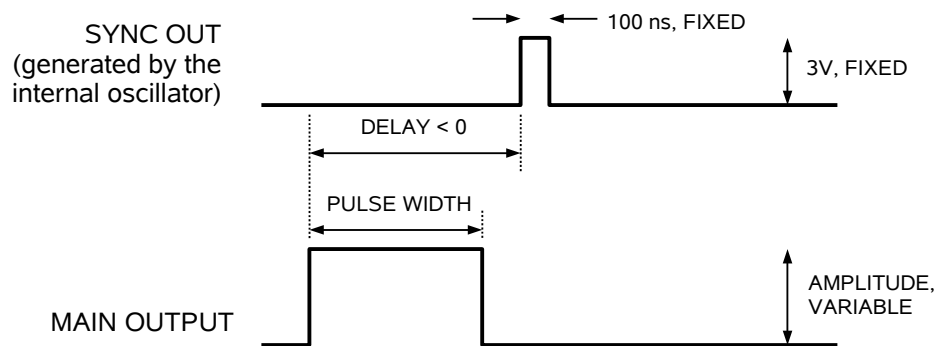 SYNC OUT
(generated by the
internal oscillator)
100 ns, FIXED
3V, FIXED
DELAY < 0
PULSE WIDTH
AMPLITUDE,
VARIABLE
MAIN OUTPUT